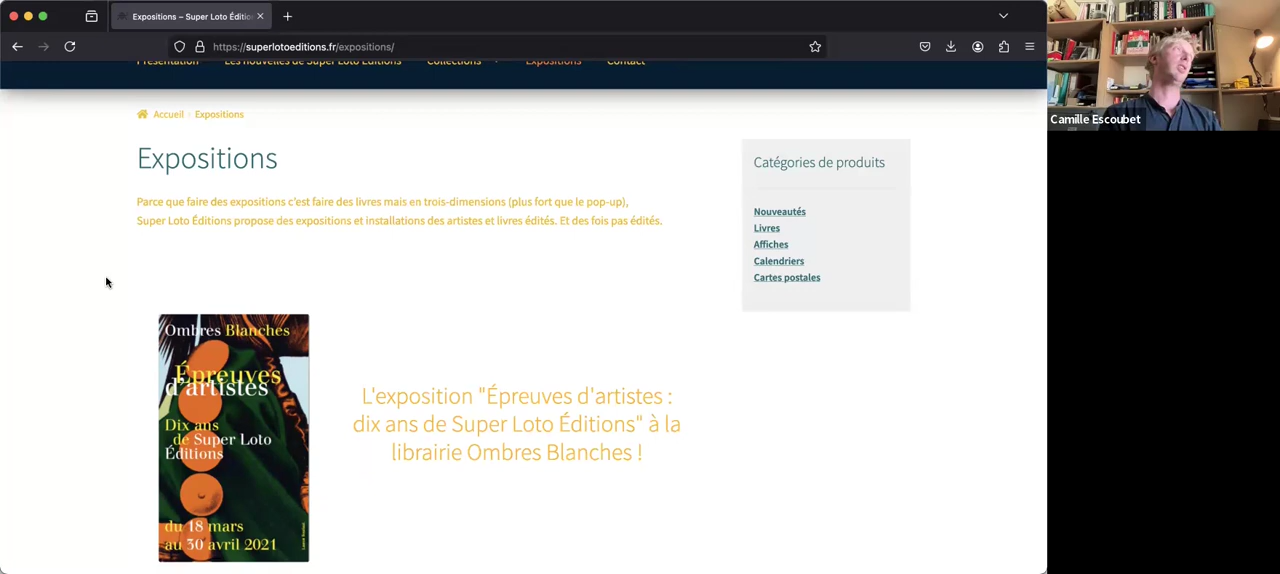 Expositions – Super Loto Éditio
https://superlotoeditions.fr/expositions/
Présentation Les nouvelles de Super Loto Éditions Collections Expositions Contact
Accueil Expositions
Expositions
Parce que faire des expositions c'est faire des livres mais en trois-dimensions (plus fort que le pop-up),
Super Loto Éditions propose des expositions et installations des artistes et livres édités. Et des fois pas édités.
Catégories de produits
Nouveautés
Livres
Affiches
Calendriers
Cartes postales
Ombres Blanches
Épreuves
d'artistes
Dix ans
de Super Loto
Éditions
du 18 mars
au 30 avril 2021
L'exposition "Épreuves d'artistes :
dix ans de Super Loto Éditions" à la
librairie Ombres Blanches !
Camille Escoubet